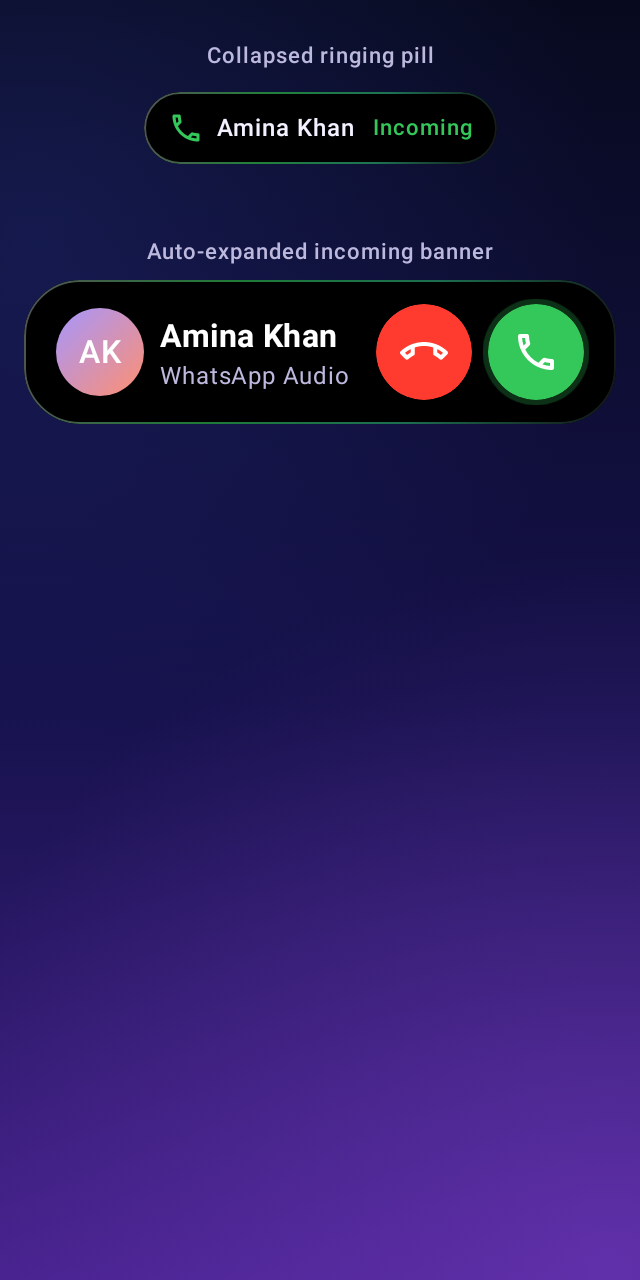 Collapsed ringing pill
Amina Khan Incoming
Auto-expanded incoming banner
AK
Amina Khan
WhatsApp Audio